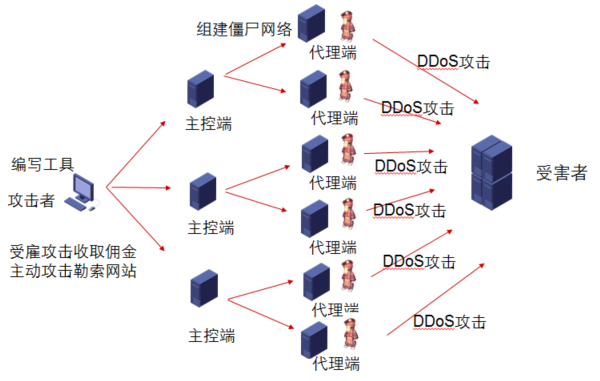 组建僵尸网络
代理端
DDoS攻击
代理端
DDoS攻击
主控端
编写工具
代理端
DDoS攻击
受害者
攻击者
主控端
代理端
DDoS攻击
受雇攻击收取佣金
主动攻击勒索网站
DDoS攻击
代理端
主控端
DDoS攻击
代理端